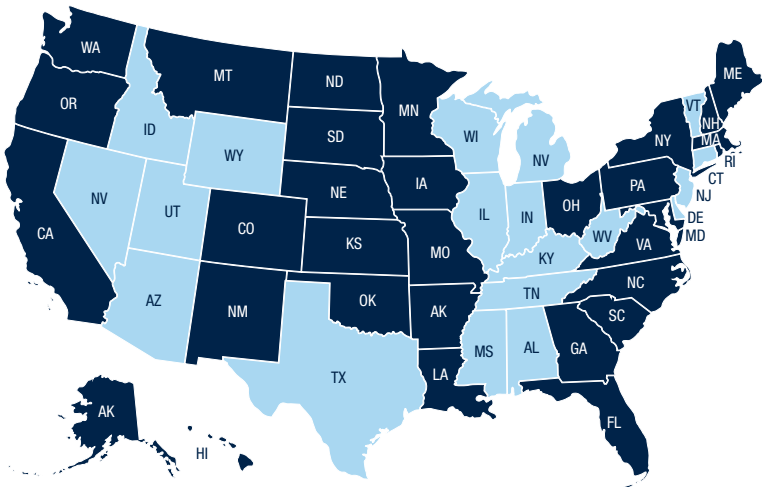 WA
MT
ND
MN
ME
OR
ID
SD
WI
VT
NH
WY
NY
MA
NV
RI
CT
NE
IA
PA
NJ
NV
UT
CO
IL
IN
OH
DE
MD
CA
KS
MO
WV
VA
KY
AZ
NM
OK
AK
TN
NC
SC
MS
AL
GA
TX
LA
AK
FL
HI